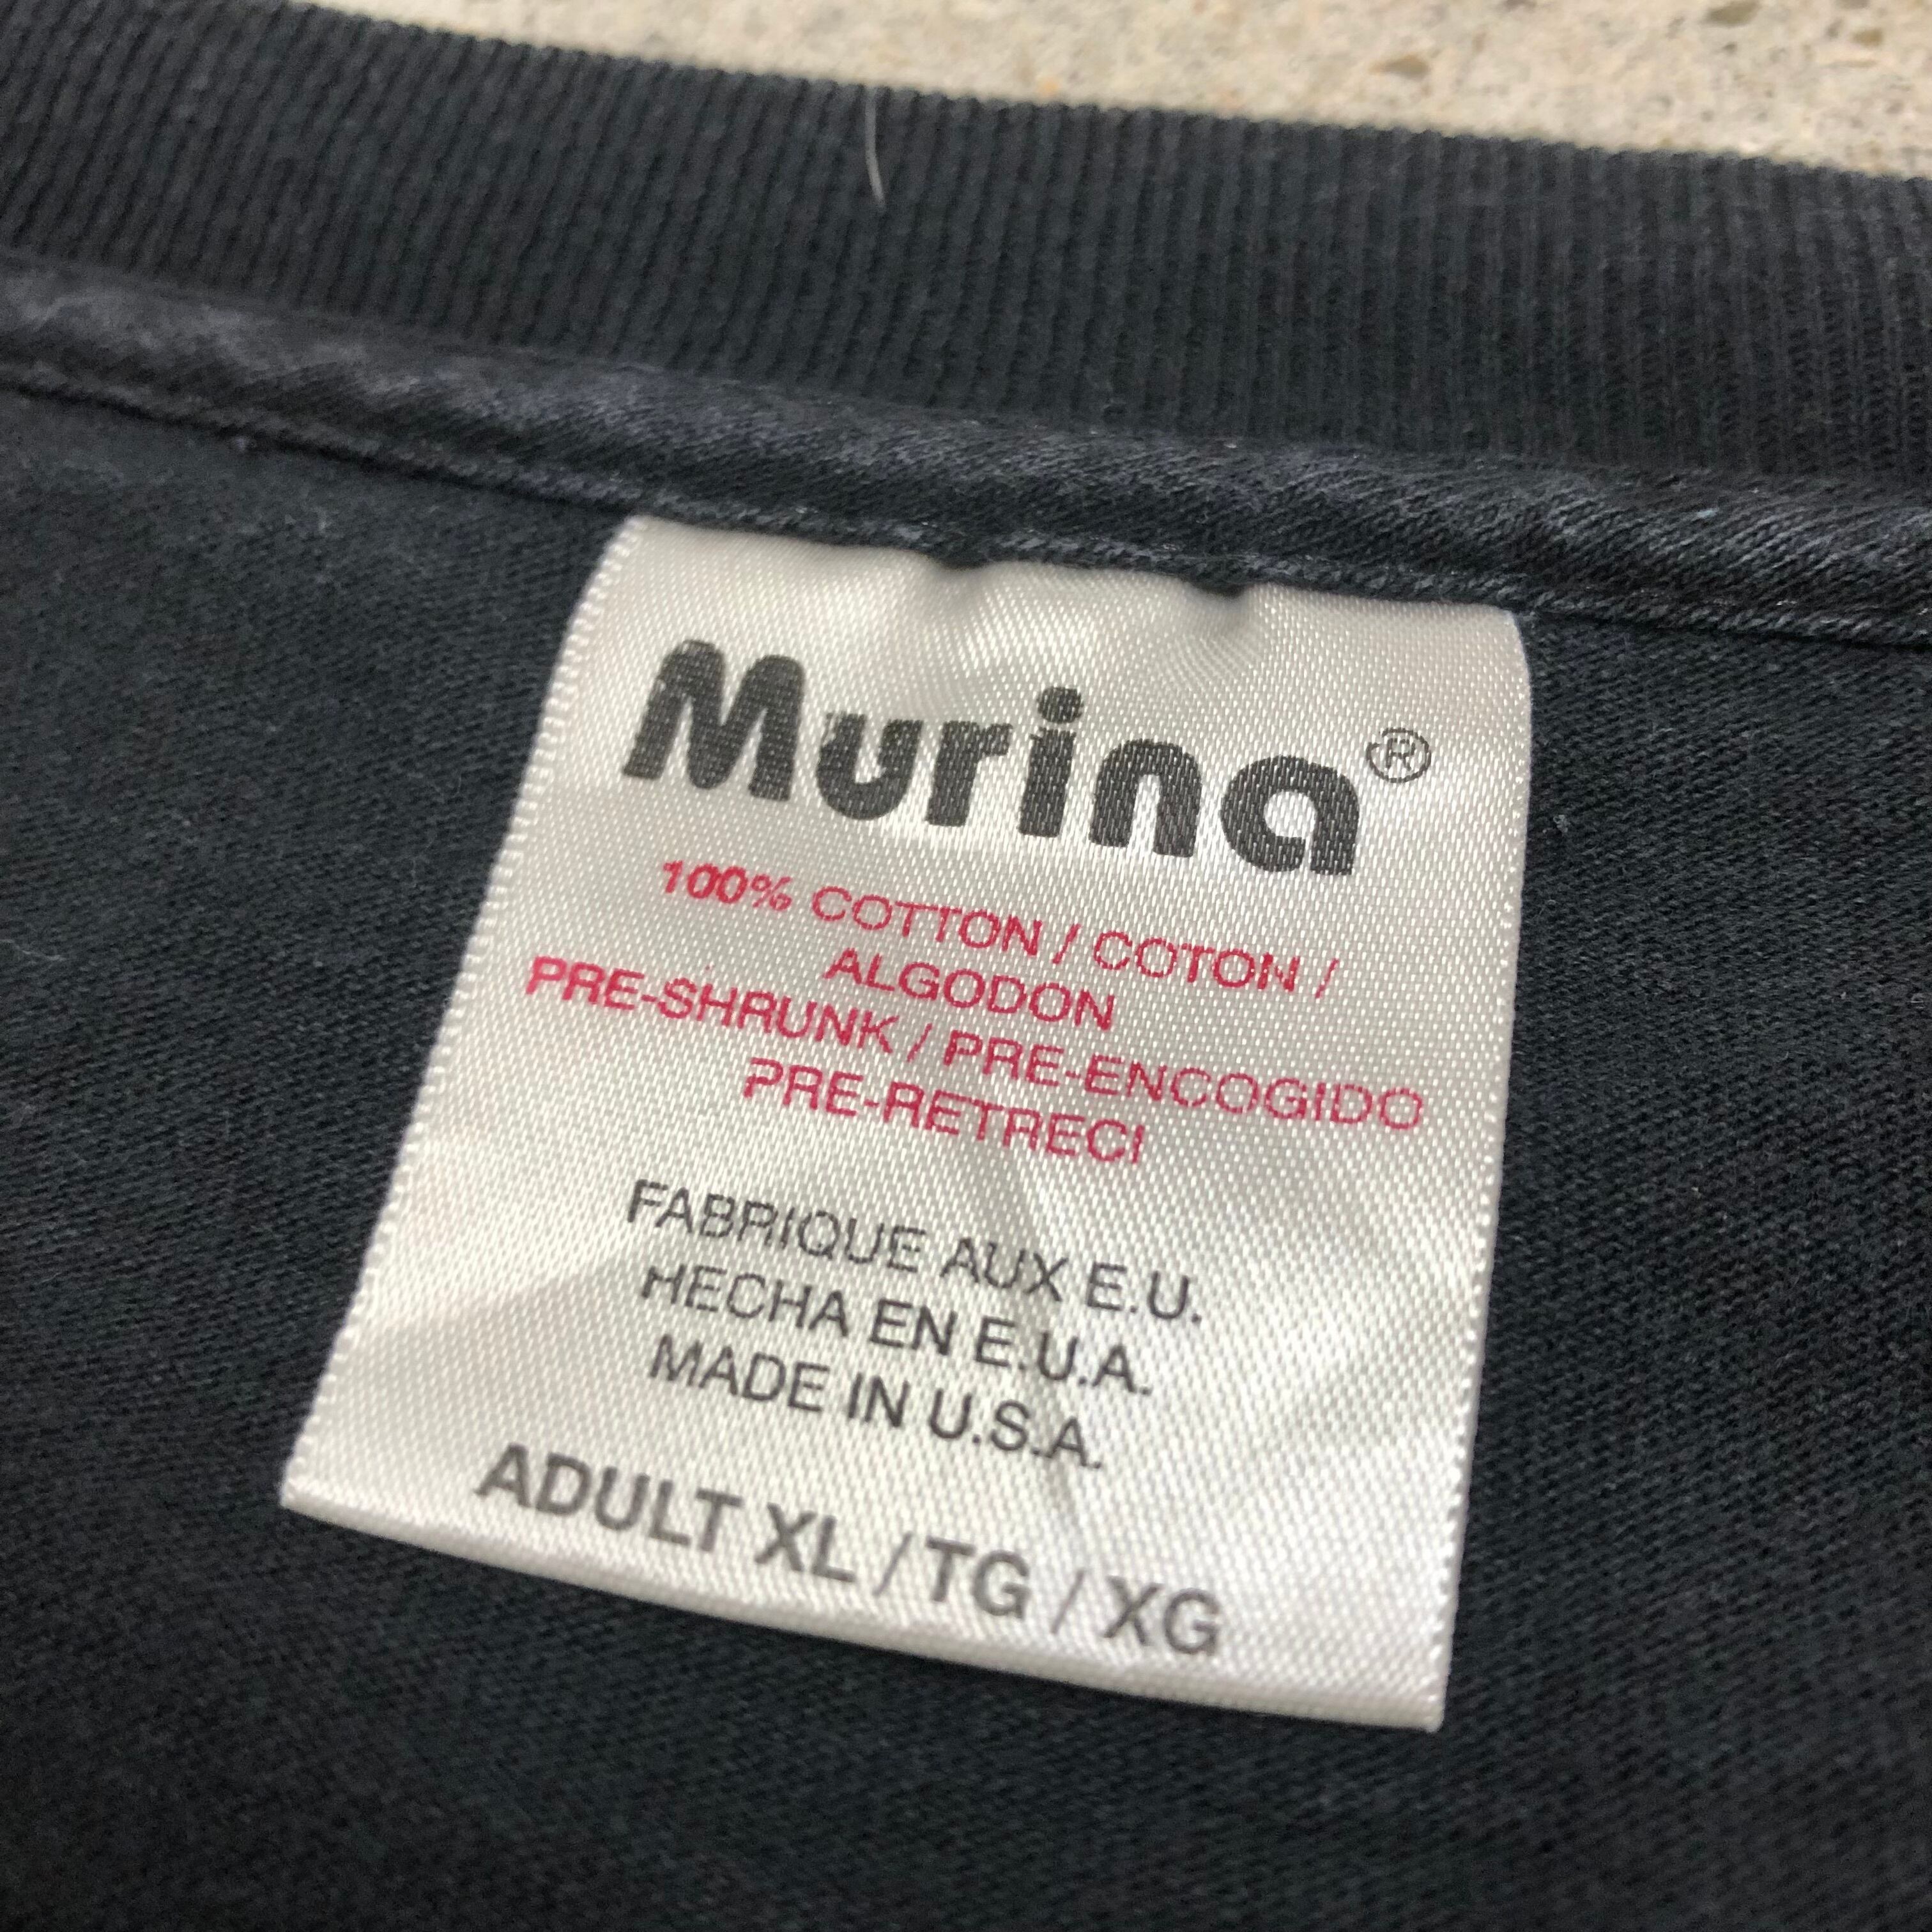 Murina®
100% COTTON / COTON /
ALGODON
PRE-SHRUNK / PRE-ENCOGIDO
PRE-RETRECI
FABRIQUE AUX E.U.
HECHA EN E.U.A.
MADE IN U.S.A.
ADULT XL / TG / XG